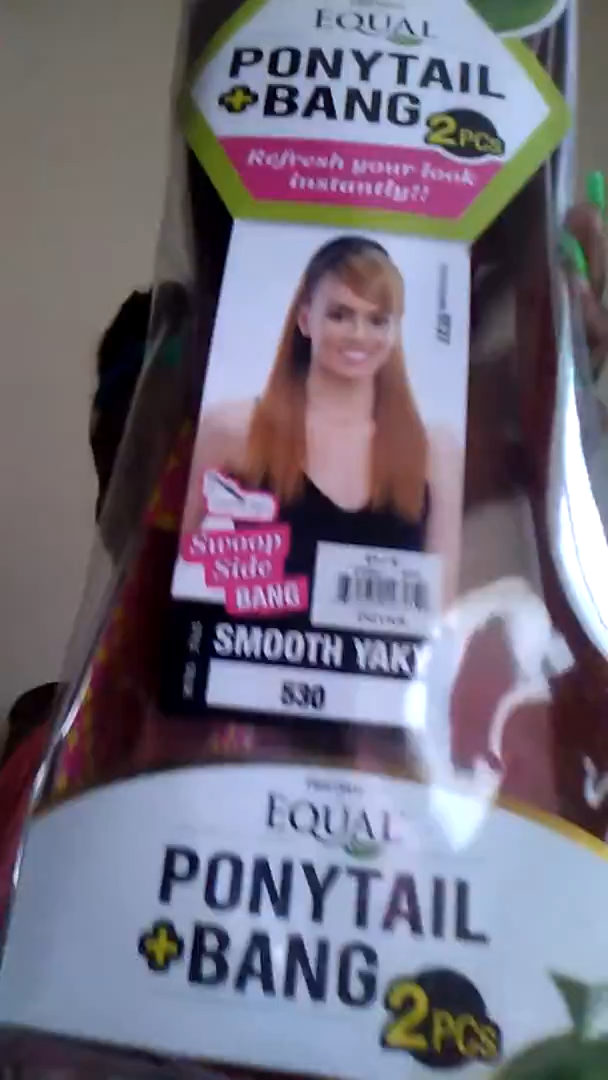 EQUAL
PONYTAIL
+BANG 2PCs
Refresh your look
instantly!!
Swoop
Side
BANG
SMOOTH YAKY
530
EQUAL
PONYTAIL
+BANG
2PCs